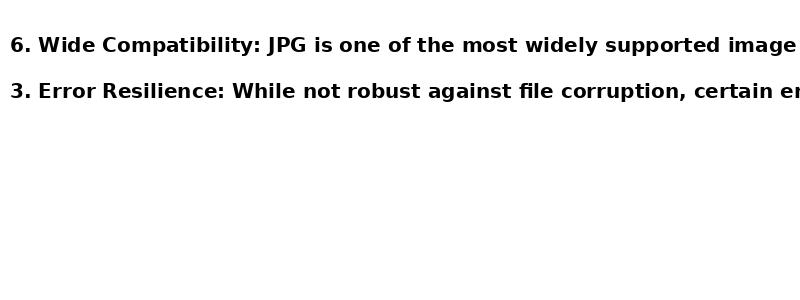 6. Wide Compatibility: JPG is one of the most widely supported image
3. Error Resilience: While not robust against file corruption, certain